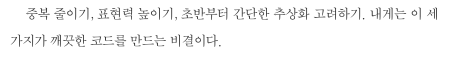 중복 줄이기, 표현력 높이기, 초반부터 간단한 추상화 고려하기. 내게는 이 세
가지가 깨끗한 코드를 만드는 비결이다.